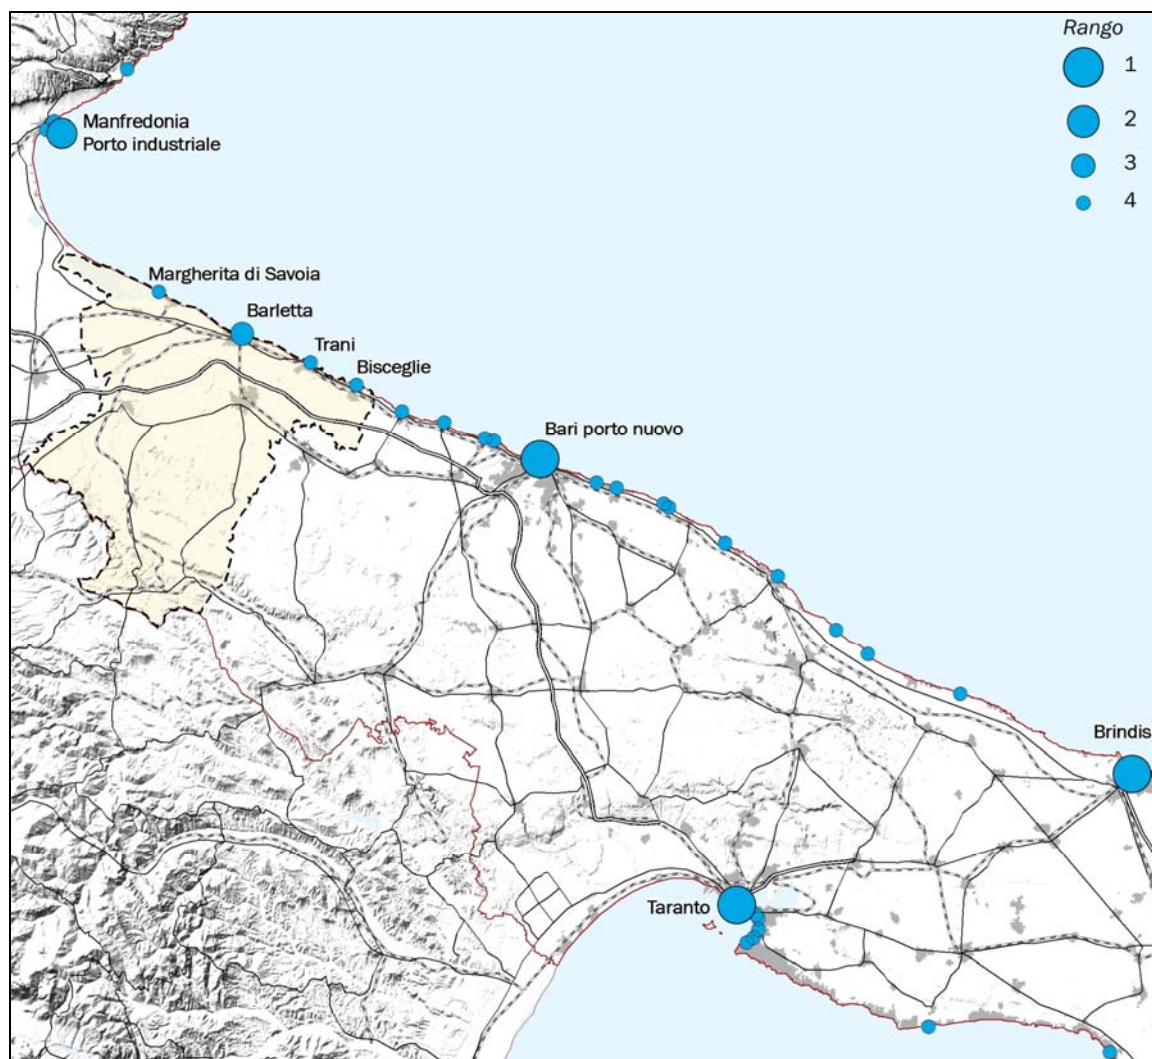 Rango
1
2
3
4
Manfredonia
Porto industriale
Margherita di Savoia
Barletta
Trani
Bisceglie
Bari porto nuovo
Brindis
Taranto